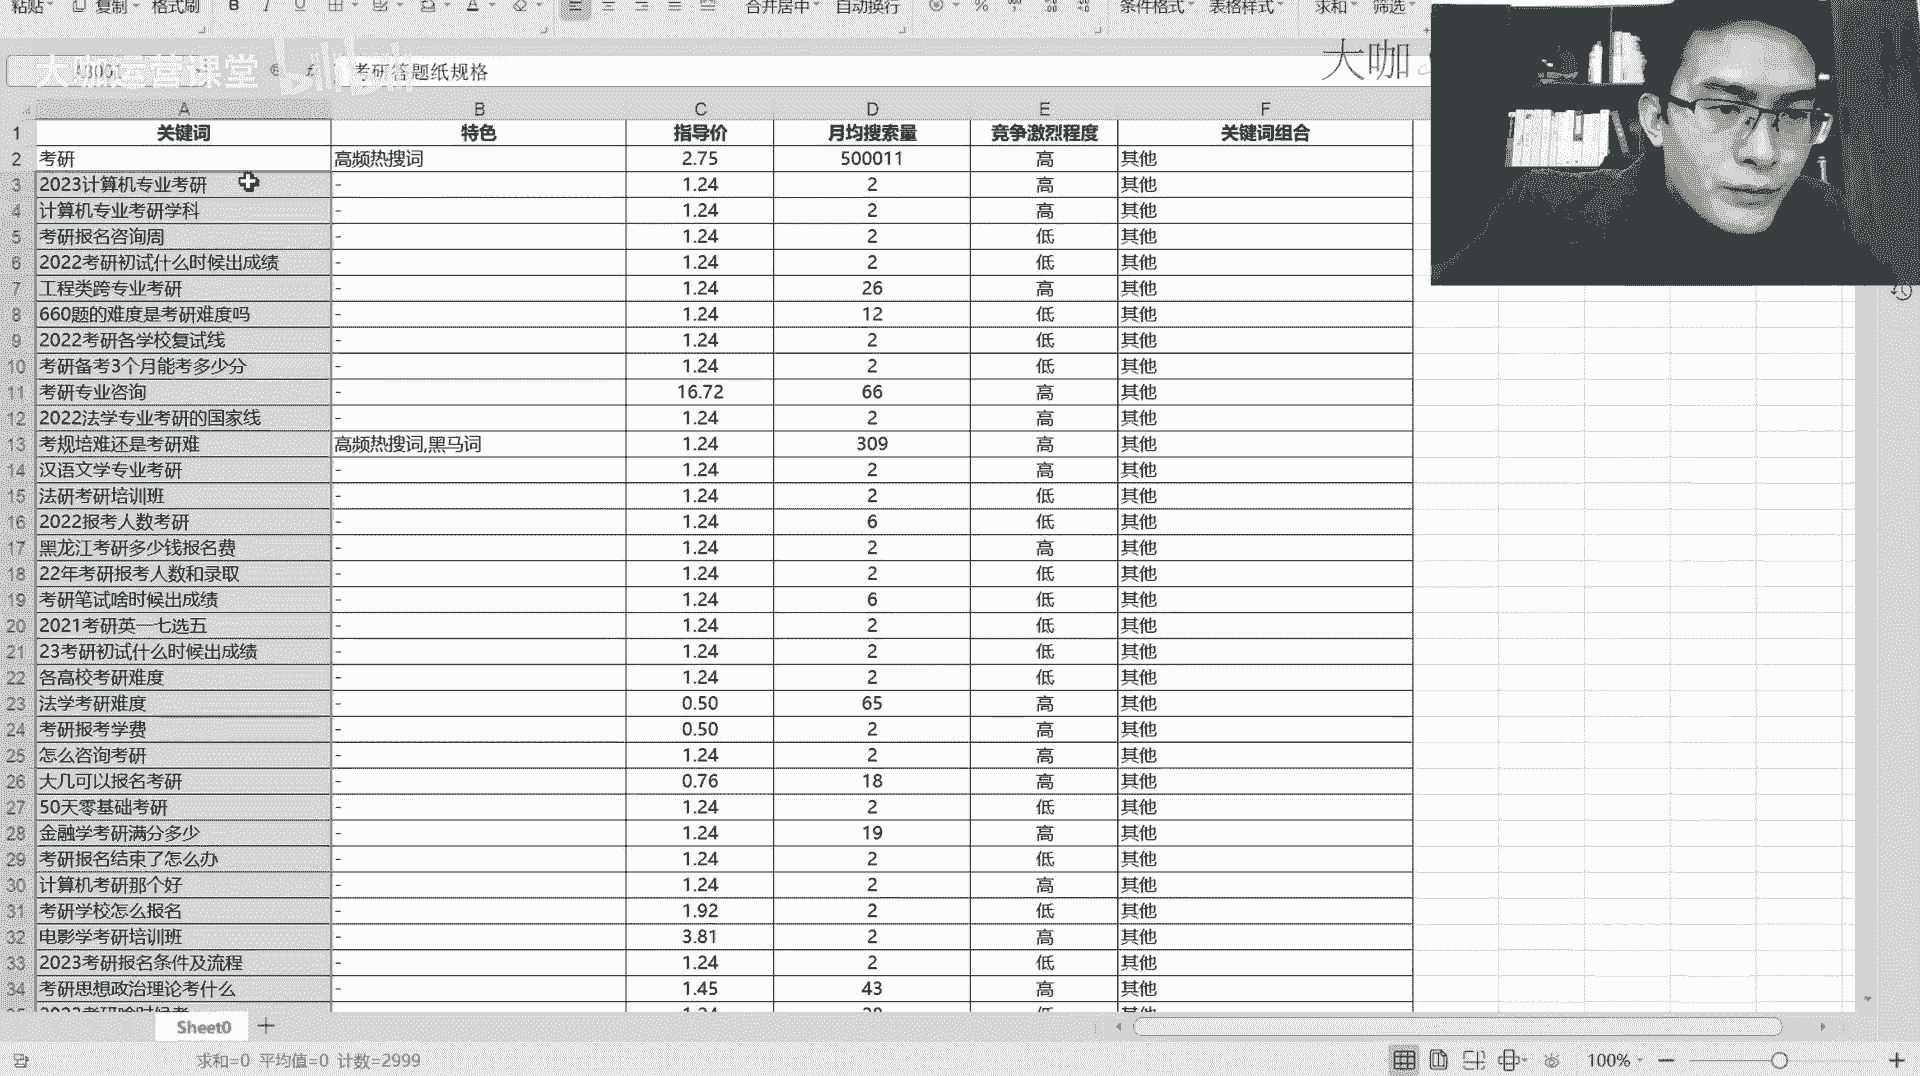 粘贴 复制 格式刷 B I U A 合并居中 自动换行 % 条件格式 表格样式 求和 筛选
大咖运营课堂 bilibili
A3001 fx 考研答题纸规格 大咖
A B C D E F
1 关键词 特色 指导价 月均搜索量 竞争激烈程度 关键词组合
2 考研 高频热搜词 2.75 500011 高 其他
3 2023计算机专业考研 - 1.24 2 高 其他
4 计算机专业考研学科 - 1.24 2 高 其他
5 考研报名咨询周 - 1.24 2 低 其他
6 2022考研初试什么时候出成绩 - 1.24 2 低 其他
7 工程类跨专业考研 - 1.24 26 高 其他
8 660题的难度是考研难度吗 - 1.24 12 低 其他
9 2022考研各学校复试线 - 1.24 2 低 其他
10 考研备考3个月能考多少分 - 1.24 2 低 其他
11 考研专业咨询 - 16.72 66 高 其他
12 2022法学专业考研的国家线 - 1.24 2 高 其他
13 考规培难还是考研难 高频热搜词,黑马词 1.24 309 高 其他
14 汉语文学专业考研 - 1.24 2 高 其他
15 法研考研培训班 - 1.24 2 低 其他
16 2022报考人数考研 - 1.24 6 低 其他
17 黑龙江考研多少钱报名费 - 1.24 2 高 其他
18 22年考研报考人数和录取 - 1.24 2 低 其他
19 考研笔试啥时候出成绩 - 1.24 6 低 其他
20 2021考研英一七选五 - 1.24 2 低 其他
21 23考研初试什么时候出成绩 - 1.24 2 低 其他
22 各高校考研难度 - 1.24 2 低 其他
23 法学考研难度 - 0.50 65 高 其他
24 考研报考学费 - 0.50 2 高 其他
25 怎么咨询考研 - 1.24 2 高 其他
26 大几可以报名考研 - 0.76 18 高 其他
27 50天零基础考研 - 1.24 2 低 其他
28 金融学考研满分多少 - 1.24 19 高 其他
29 考研报名结束了怎么办 - 1.24 2 低 其他
30 计算机考研那个好 - 1.24 2 高 其他
31 考研学校怎么报名 - 1.92 2 低 其他
32 电影学考研培训班 - 3.81 2 高 其他
33 2023考研报名条件及流程 - 1.24 2 低 其他
34 考研思想政治理论考什么 - 1.45 43 高 其他
Sheet0
求和=0 平均值=0 计数=2999 100%